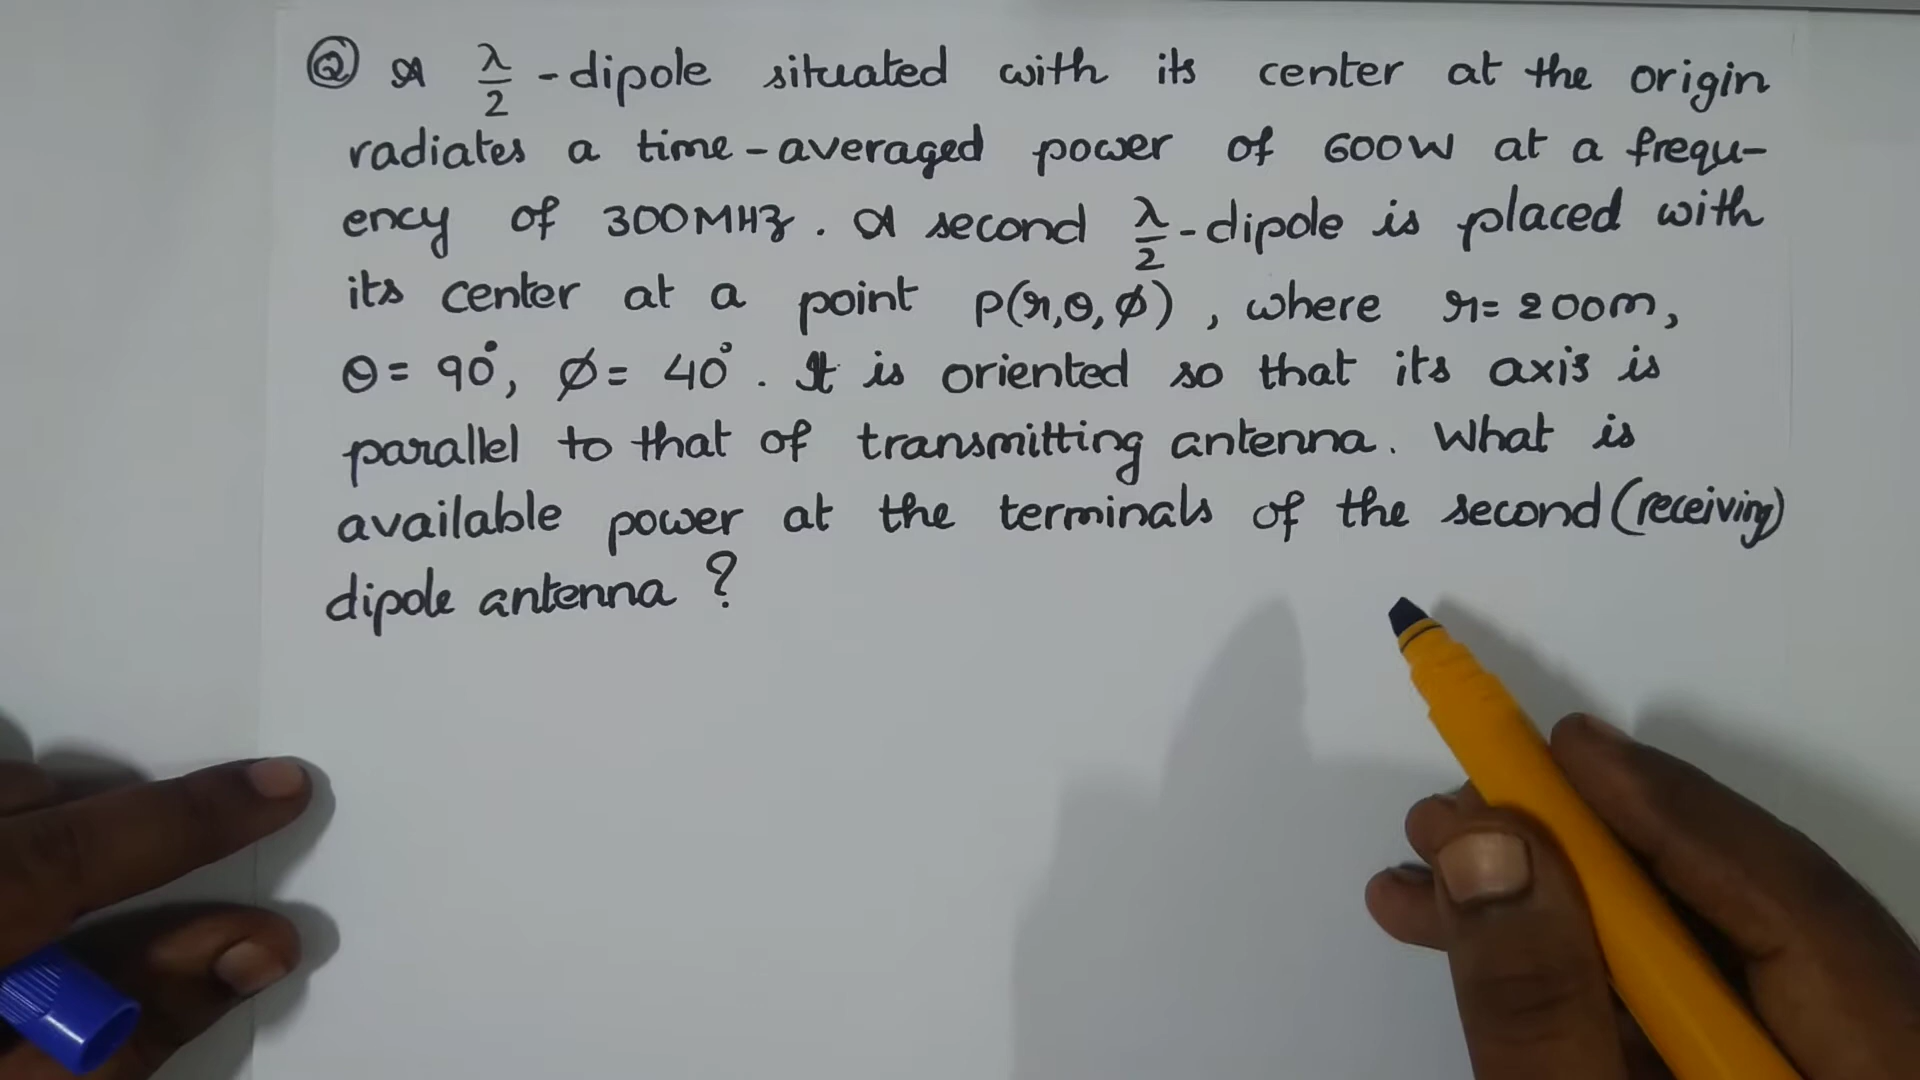 Q A λ/2 - dipole situated with its center at the origin
radiates a time-averaged power of 600W at a frequ-
ency of 300MHz. A second λ/2 - dipole is placed with
its center at a point P(r,θ,φ), where r= 200m,
θ= 90°, φ= 40°. It is oriented so that its axis is
parallel to that of transmitting antenna. What is
available power at the terminals of the second (receiving)
dipole antenna ?